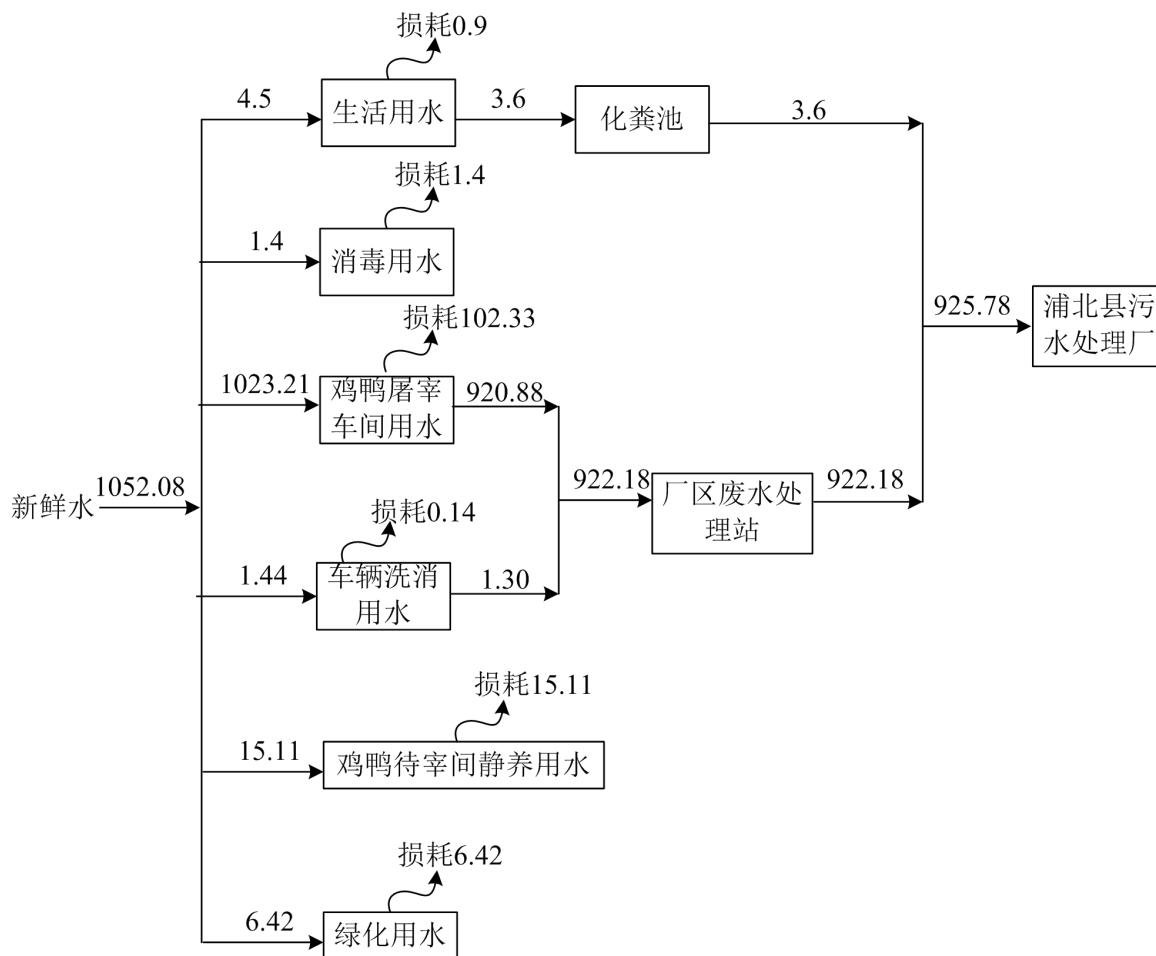 损耗0.9
4.5
生活用水
3.6
化粪池
3.6
损耗1.4
1.4
消毒用水
损耗102.33
1023.21
鸡鸭屠宰
车间用水
920.88
925.78
浦北县污
水处理厂
新鲜水
1052.08
损耗0.14
1.44
车辆洗消
用水
1.30
922.18
厂区废水处
理站
922.18
损耗15.11
15.11
鸡鸭待宰间静养用水
损耗6.42
6.42
绿化用水